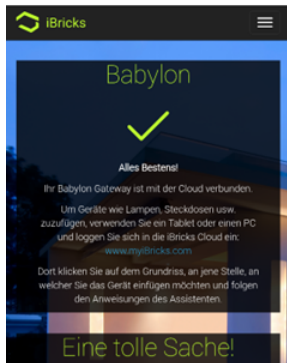 iBricks
Babylon
Alles Bestens!
Ihr Babylon Gateway ist mit der Cloud verbunden.
Um Geräte wie Lampen, Steckdosen usw.
zuzufügen, verwenden Sie ein Tablet oder einen PC
und loggen Sie sich in die iBricks Cloud ein:
www.myiBricks.com
Dort klicken Sie auf dem Grundriss, an jene Stelle, an
welcher Sie das Gerät einfügen möchten und folgen
den Anweisungen des Assistenten.
Eine tolle Sache!